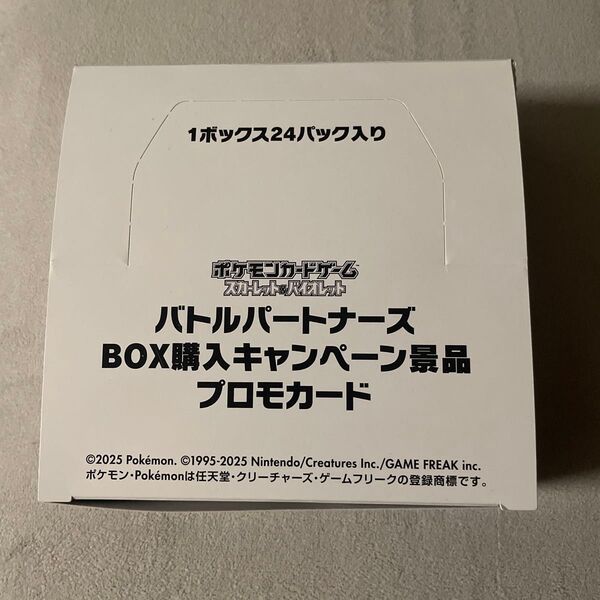 1ボックス24パック入り
ポケモンカードゲーム
スカーレット&バイオレット
バトルパートナーズ
BOX購入キャンペーン景品
プロモカード
©2025 Pokémon. ©1995-2025 Nintendo/Creatures Inc./GAME FREAK inc.
ポケモン・Pokémonは任天堂・クリーチャーズ・ゲームフリークの登録商標です。